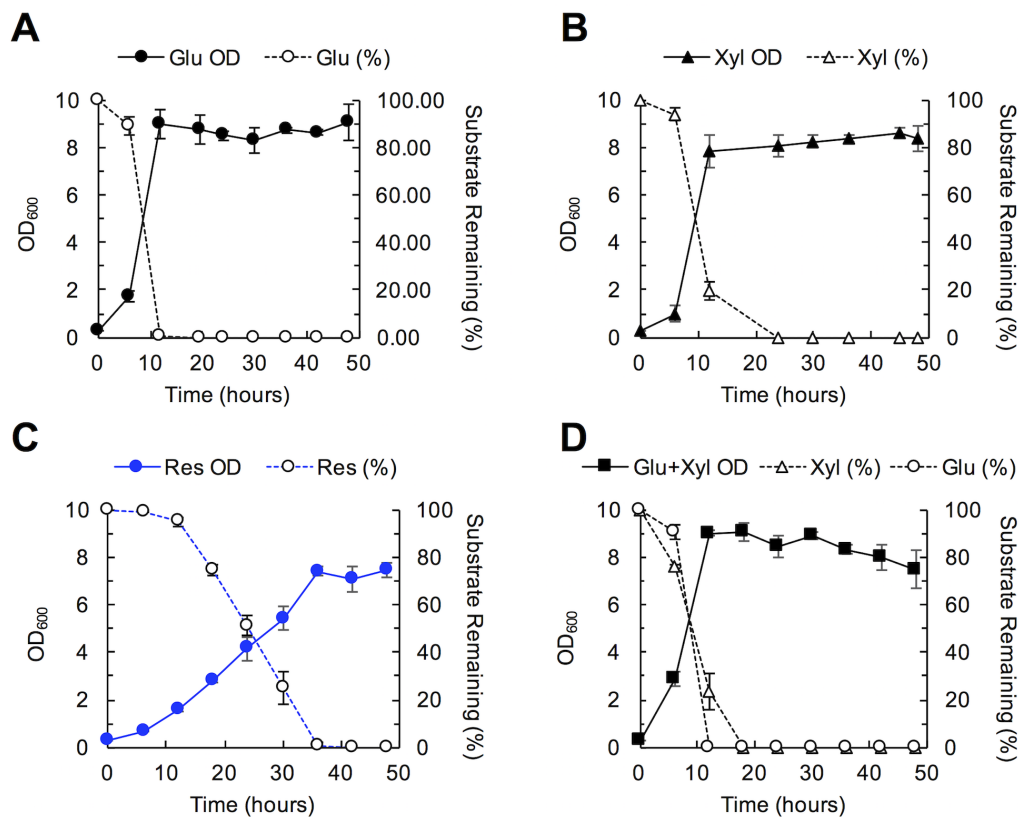 A
Glu OD
Glu (%)
10
8
6
4
2
0
OD600
100.00
80.00
60.00
40.00
20.00
0.00
Substrate Remaining (%)
0 10 20 30 40 50
Time (hours)
B
Xyl OD
Xyl (%)
10
8
6
4
2
0
OD600
100
80
60
40
20
0
Substrate Remaining (%)
0 10 20 30 40 50
Time (hours)
C
Res OD
Res (%)
10
8
6
4
2
0
OD600
100
80
60
40
20
0
Substrate Remaining (%)
0 10 20 30 40 50
Time (hours)
D
Glu+Xyl OD
Xyl (%)
Glu (%)
10
8
6
4
2
0
OD600
100
80
60
40
20
0
Substrate Remaining (%)
0 10 20 30 40 50
Time (hours)